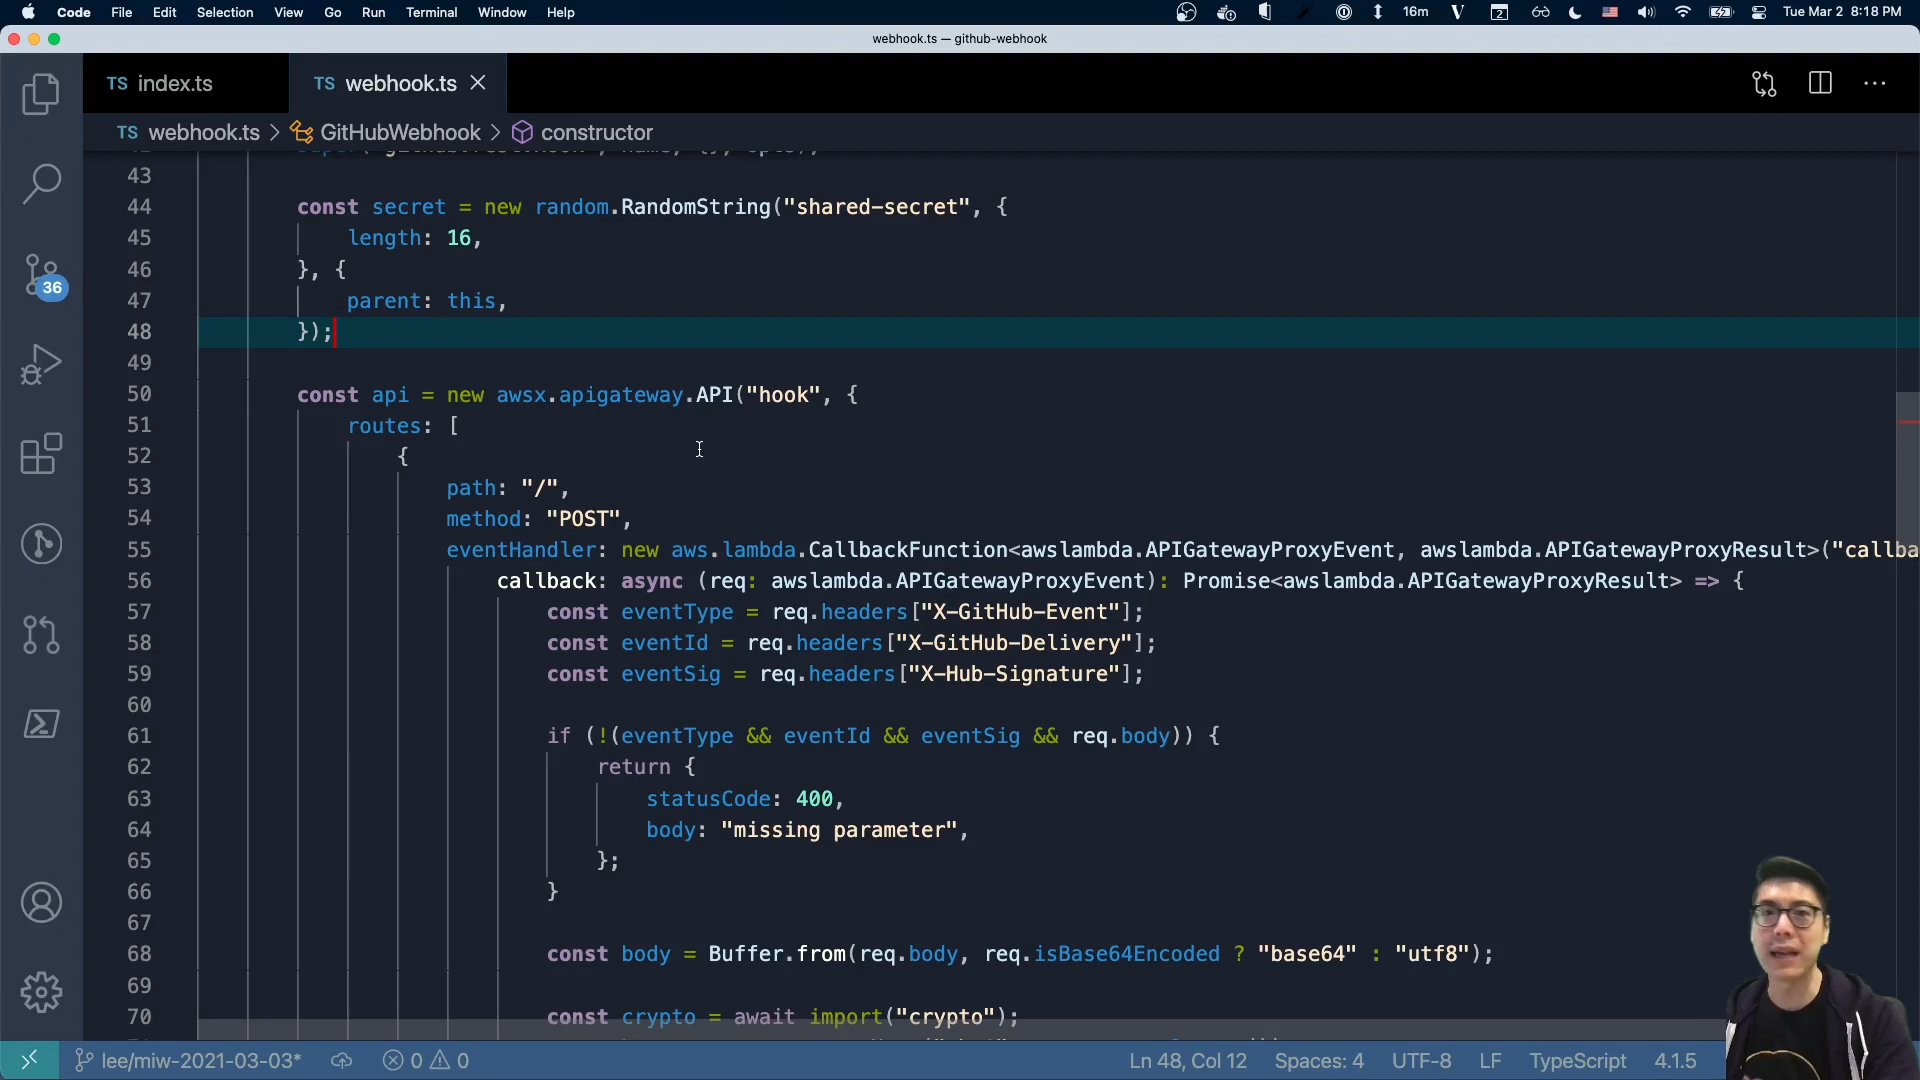 Code File Edit Selection View Go Run Terminal Window Help 16m V 2 Tue Mar 2 8:18 PM
webhook.ts — github-webhook
TS index.ts TS webhook.ts
TS webhook.ts > GitHubWebhook > constructor
43
44 const secret = new random.RandomString("shared-secret", {
45 length: 16,
46 }, {
47 parent: this,
48 });
49
50 const api = new awsx.apigateway.API("hook", {
51 routes: [
52 {
53 path: "/",
54 method: "POST",
55 eventHandler: new aws.lambda.CallbackFunction<awslambda.APIGatewayProxyEvent, awslambda.APIGatewayProxyResult>("callba
56 callback: async (req: awslambda.APIGatewayProxyEvent): Promise<awslambda.APIGatewayProxyResult> => {
57 const eventType = req.headers["X-GitHub-Event"];
58 const eventId = req.headers["X-GitHub-Delivery"];
59 const eventSig = req.headers["X-Hub-Signature"];
60
61 if (!(eventType && eventId && eventSig && req.body)) {
62 return {
63 statusCode: 400,
64 body: "missing parameter",
65 };
66 }
67
68 const body = Buffer.from(req.body, req.isBase64Encoded ? "base64" : "utf8");
69
70 const crypto = await import("crypto");
36
lee/miw-2021-03-03* 0 0 Ln 48, Col 12 Spaces: 4 UTF-8 LF TypeScript 4.1.5